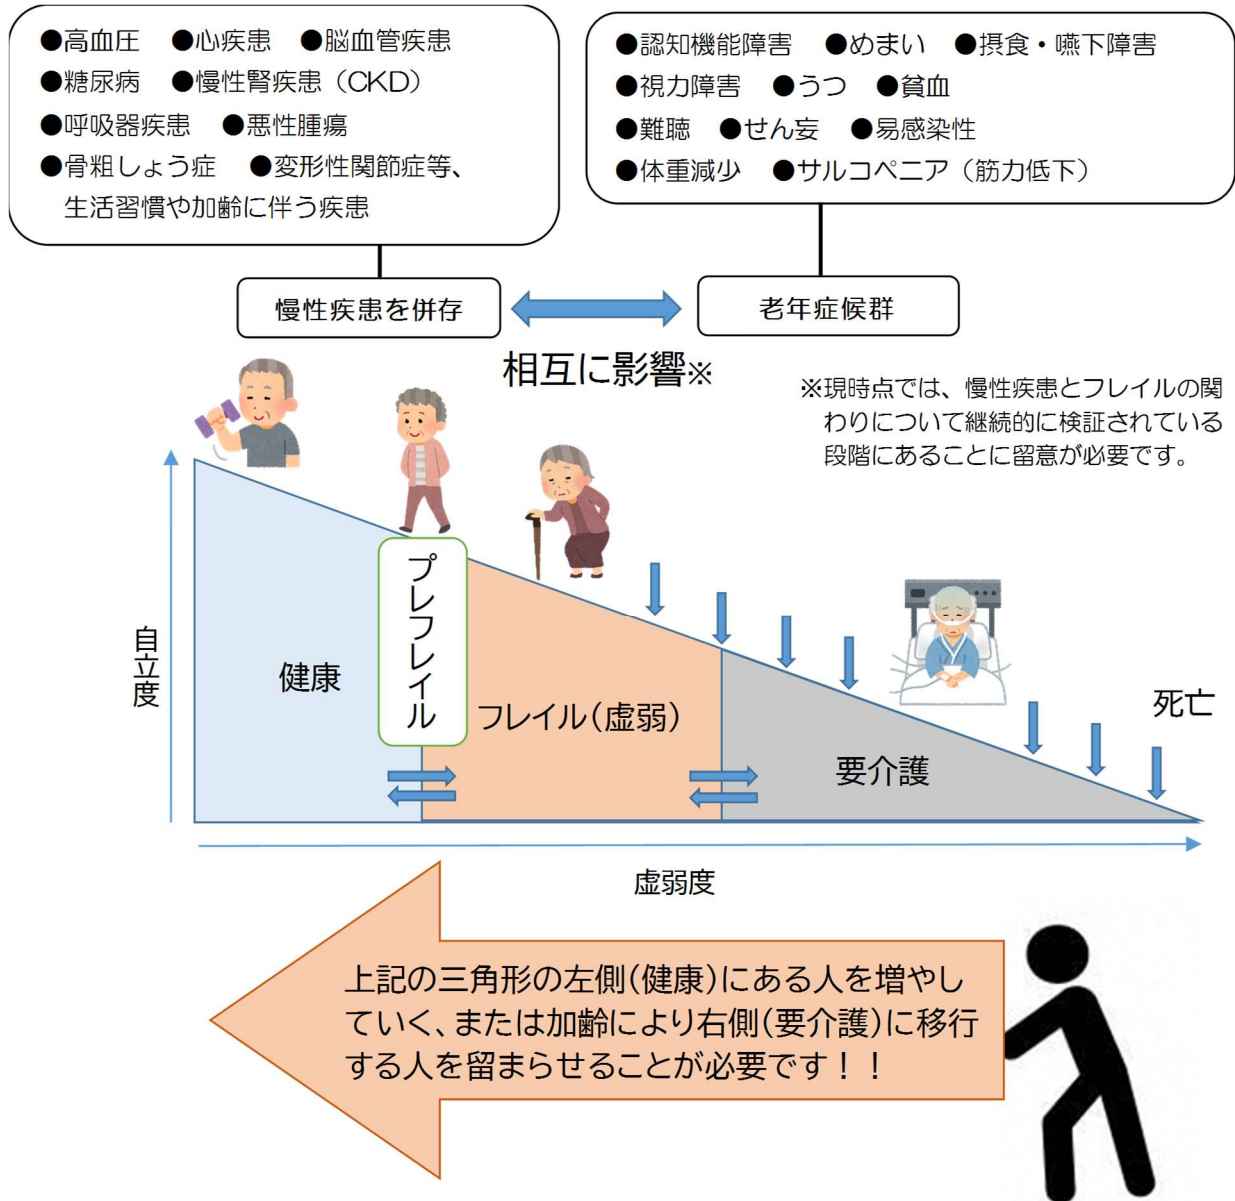 ●高血圧 ●心疾患 ●脳血管疾患
●糖尿病 ●慢性腎疾患（CKD）
●呼吸器疾患 ●悪性腫瘍
●骨粗しょう症 ●変形性関節症等、
生活習慣や加齢に伴う疾患
●認知機能障害 ●めまい ●摂食・嚥下障害
●視力障害 ●うつ ●貧血
●難聴 ●せん妄 ●易感染性
●体重減少 ●サルコペニア（筋力低下）
慢性疾患を併存
老年症候群
相互に影響※
※現時点では、慢性疾患とフレイルの関
わりについて継続的に検証されている
段階にあることに留意が必要です。
自立度
健康
プレフレイル
フレイル（虚弱）
要介護
死亡
虚弱度
上記の三角形の左側（健康）にある人を増やし
ていく、または加齢により右側（要介護）に移行
する人を留まらせることが必要です！！